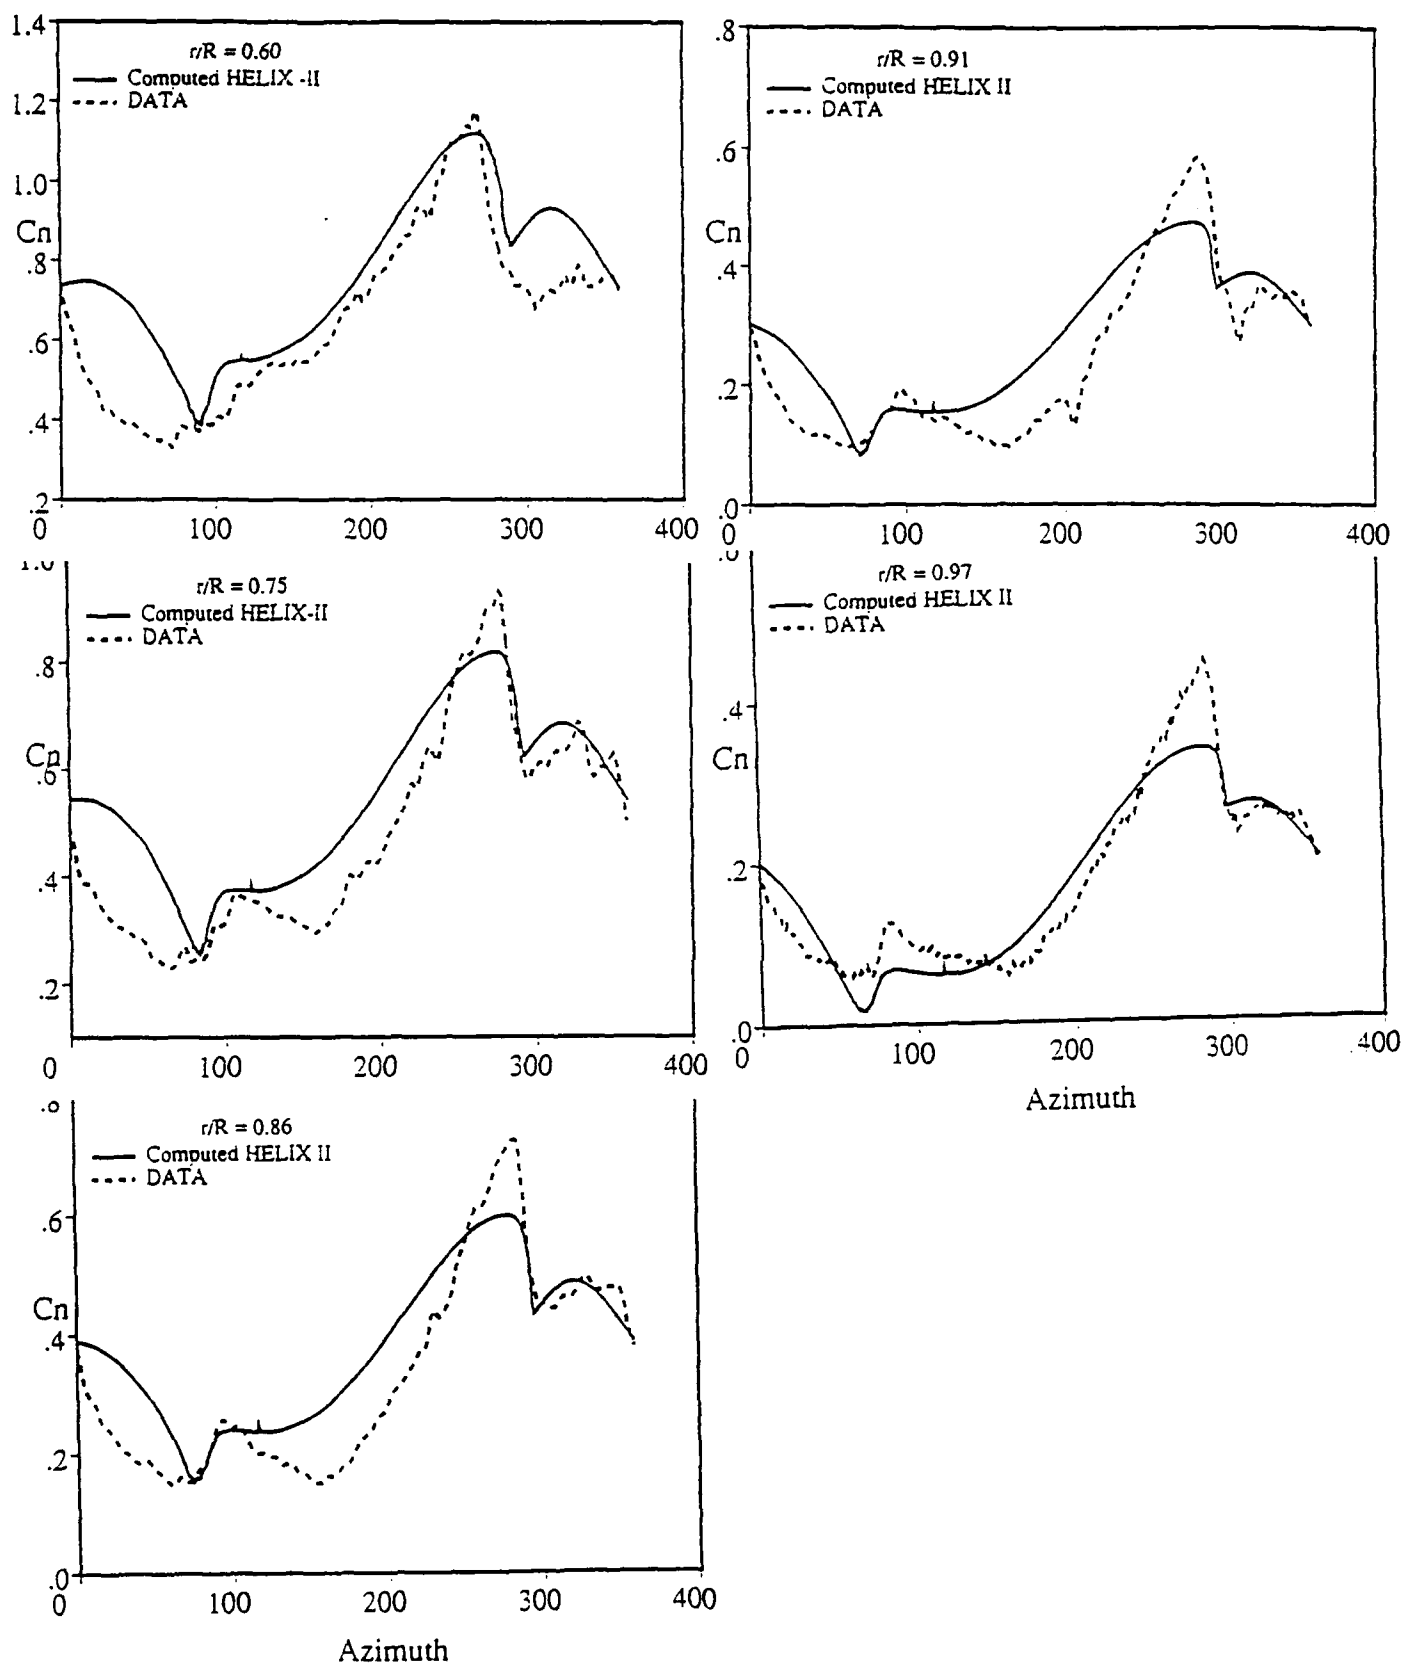 1.4
r/R = 0.60
Computed HELIX -II
DATA
1.2
1.0
Cn
.8
.6
.4
.2
0 100 200 300 400
.8
r/R = 0.91
Computed HELIX II
DATA
.6
Cn
.4
.2
.0
0 100 200 300 400
r/R = 0.75
Computed HELIX-II
DATA
.8
Cn
.6
.4
.2
0 100 200 300 400
r/R = 0.97
Computed HELIX II
DATA
.4
Cn
.2
.0
0 100 200 300 400
Azimuth
r/R = 0.86
Computed HELIX II
DATA
.6
Cn
.4
.2
.0
0 100 200 300 400
Azimuth